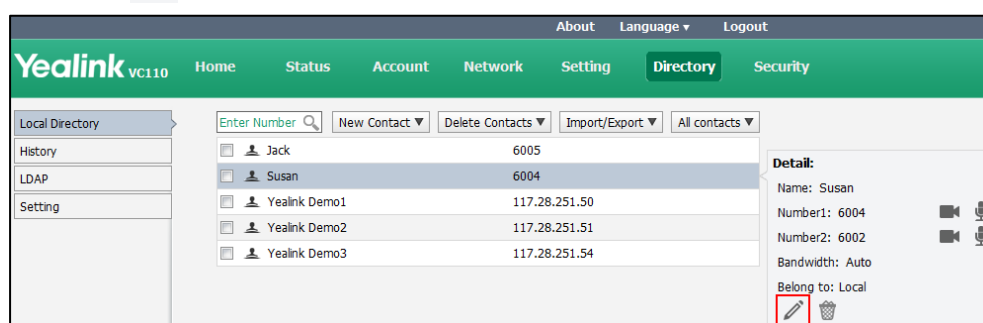 About Language ▾ Logout
Yealink VC110 Home Status Account Network Setting Directory Security
Local Directory
History
LDAP
Setting
Enter Number New Contact ▼ Delete Contacts ▼ Import/Export ▼ All contacts ▼
Jack 6005
Susan 6004
Yealink Demo1 117.28.251.50
Yealink Demo2 117.28.251.51
Yealink Demo3 117.28.251.54
Detail:
Name: Susan
Number1: 6004
Number2: 6002
Bandwidth: Auto
Belong to: Local